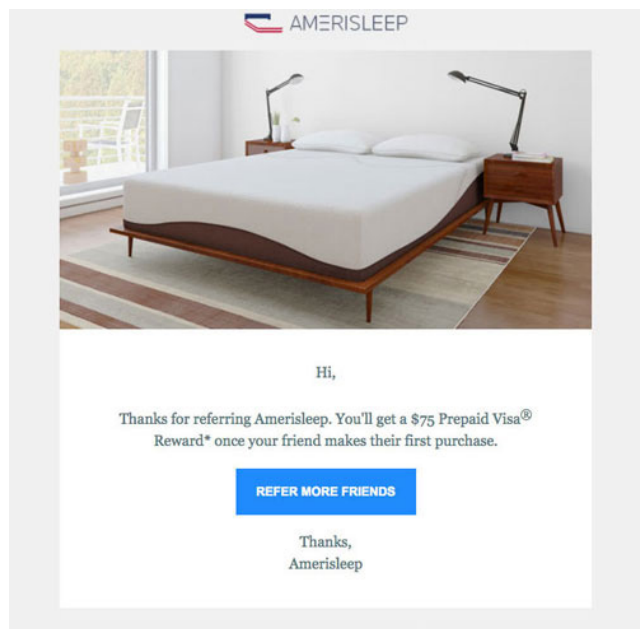 AMERISLEEP
Hi,
Thanks for referring Amerisleep. You'll get a $75 Prepaid Visa®
Reward* once your friend makes their first purchase.
REFER MORE FRIENDS
Thanks,
Amerisleep